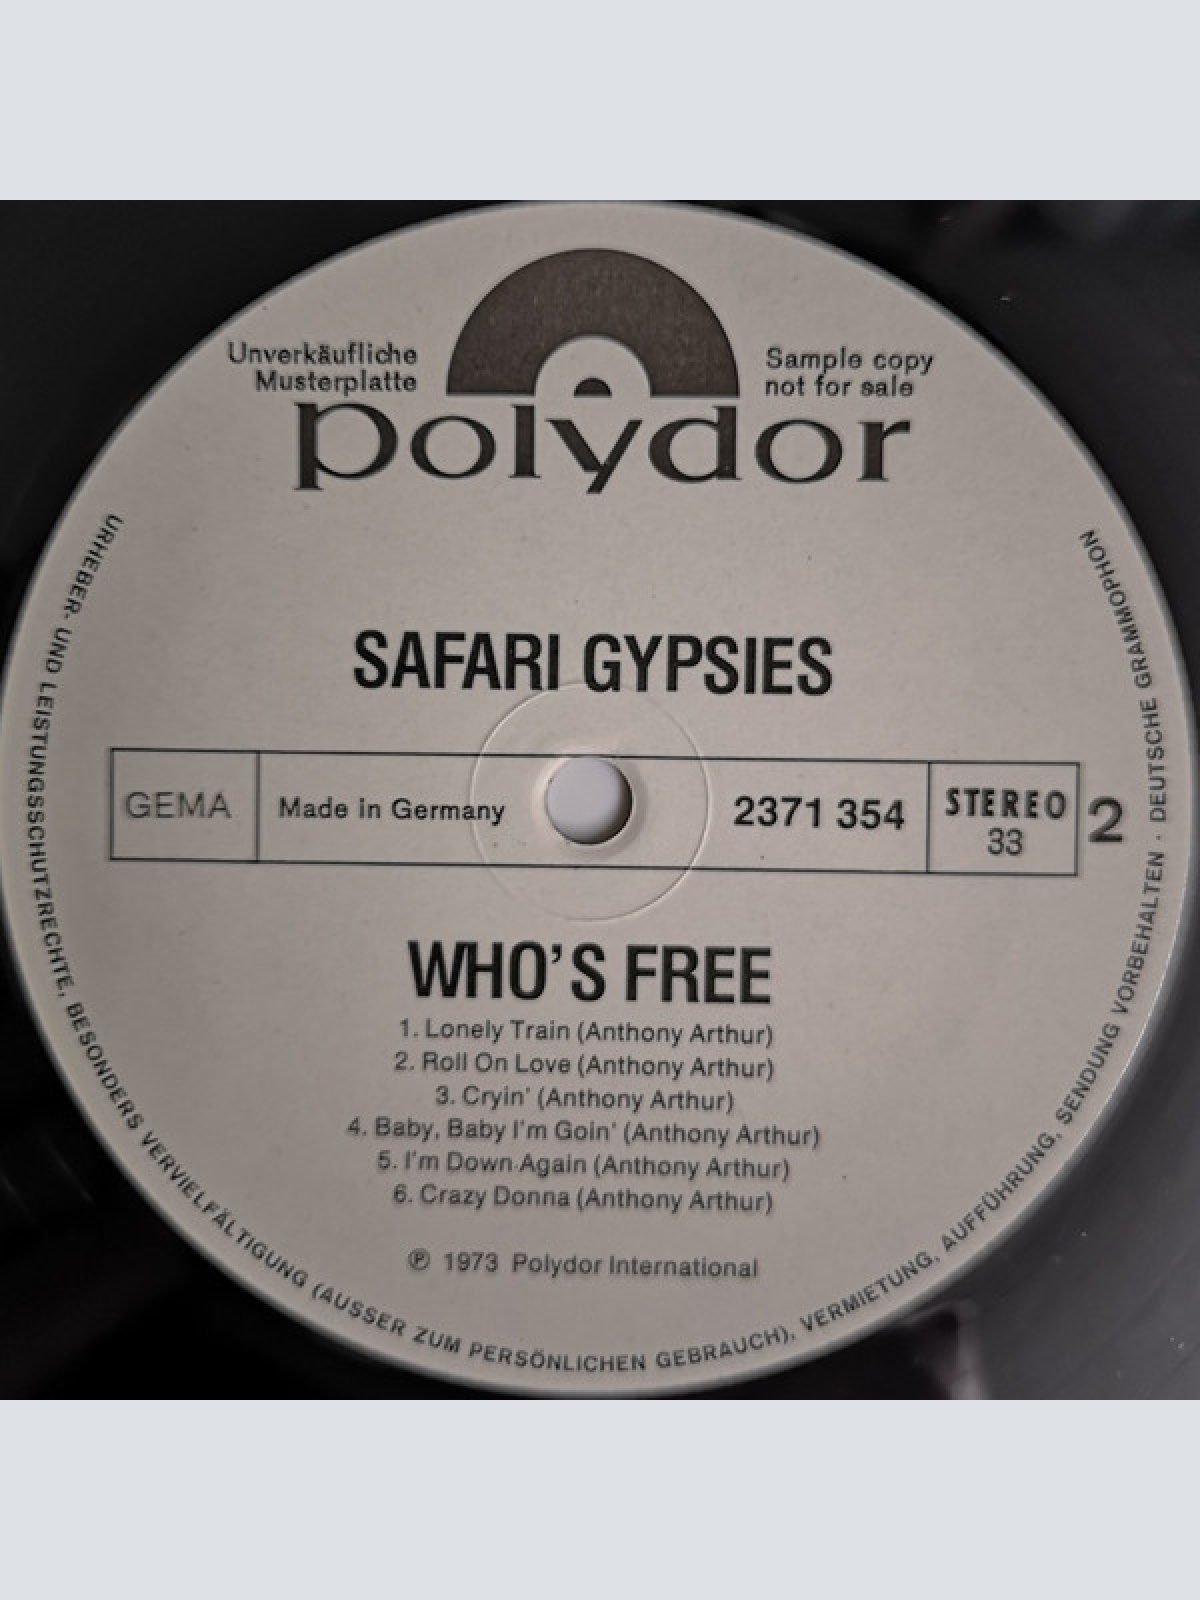 Unverkäufliche
Musterplatte
Sample copy
not for sale
polydor
SAFARI GYPSIES
GEMA
Made in Germany
2371 354
STEREO
33
2
WHO'S FREE
1. Lonely Train (Anthony Arthur)
2. Roll On Love (Anthony Arthur)
3. Cryin' (Anthony Arthur)
4. Baby, Baby I'm Goin' (Anthony Arthur)
5. I'm Down Again (Anthony Arthur)
6. Crazy Donna (Anthony Arthur)
℗ 1973 Polydor International
URHEBER- UND LEISTUNGSSCHUTZRECHTE, BESONDERS VERVIELFÄLTIGUNG (AUSSER ZUM PERSÖNLICHEN GEBRAUCH), VERMIETUNG, AUFFÜHRUNG, SENDUNG VORBEHALTEN · DEUTSCHE GRAMMOPHON